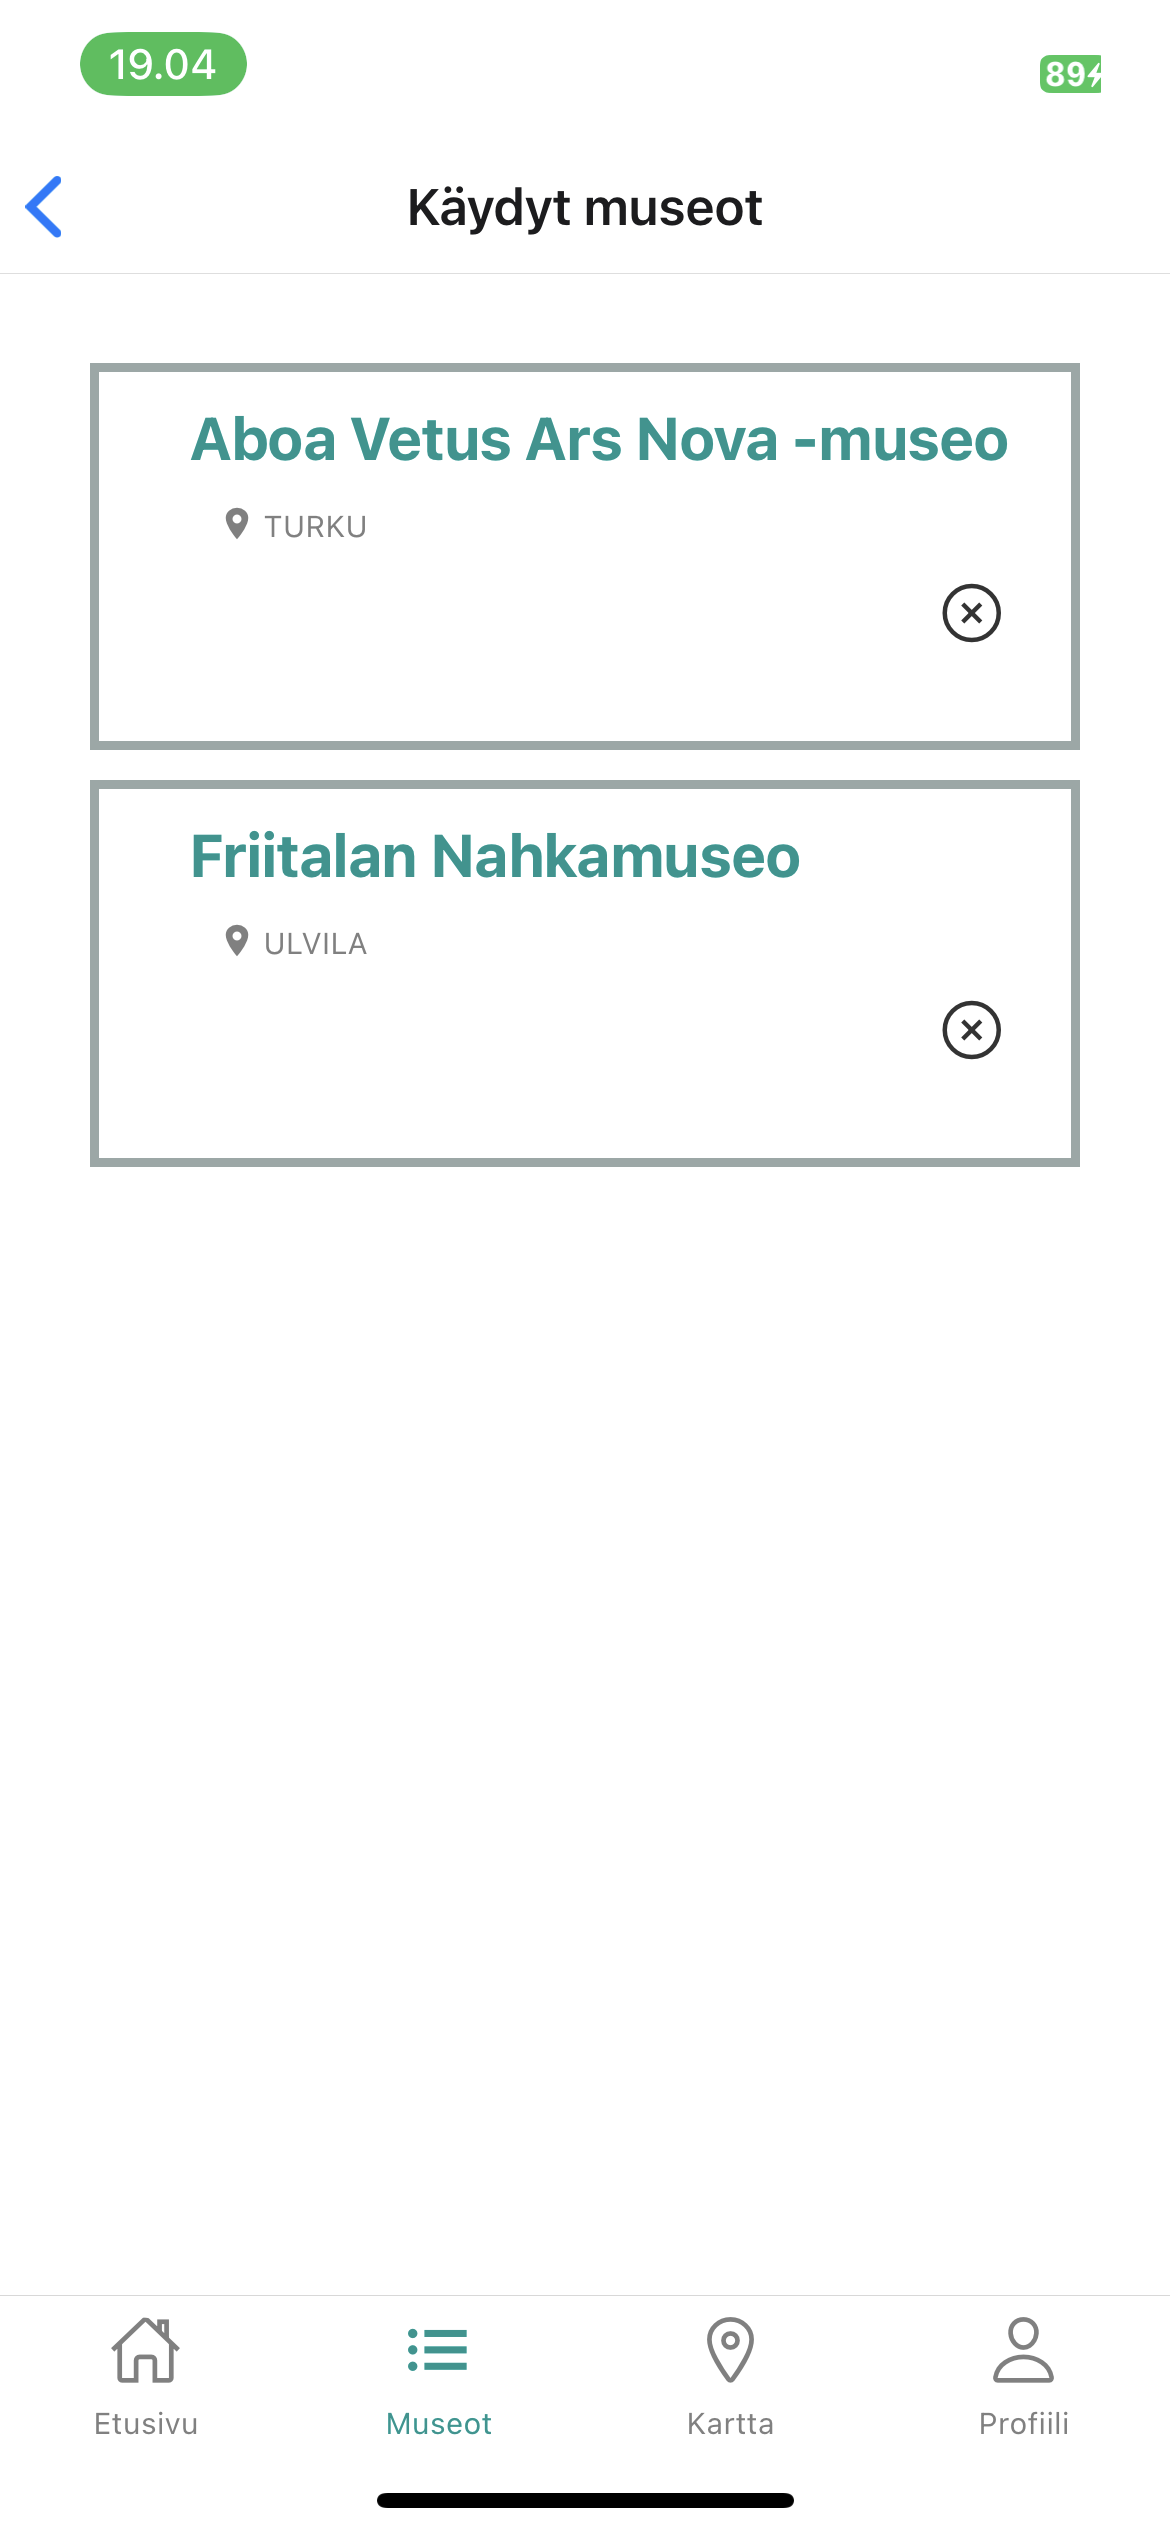 19.04
89
Käydyt museot
Aboa Vetus Ars Nova -museo
TURKU
Friitalan Nahkamuseo
ULVILA
Etusivu
Museot
Kartta
Profiili